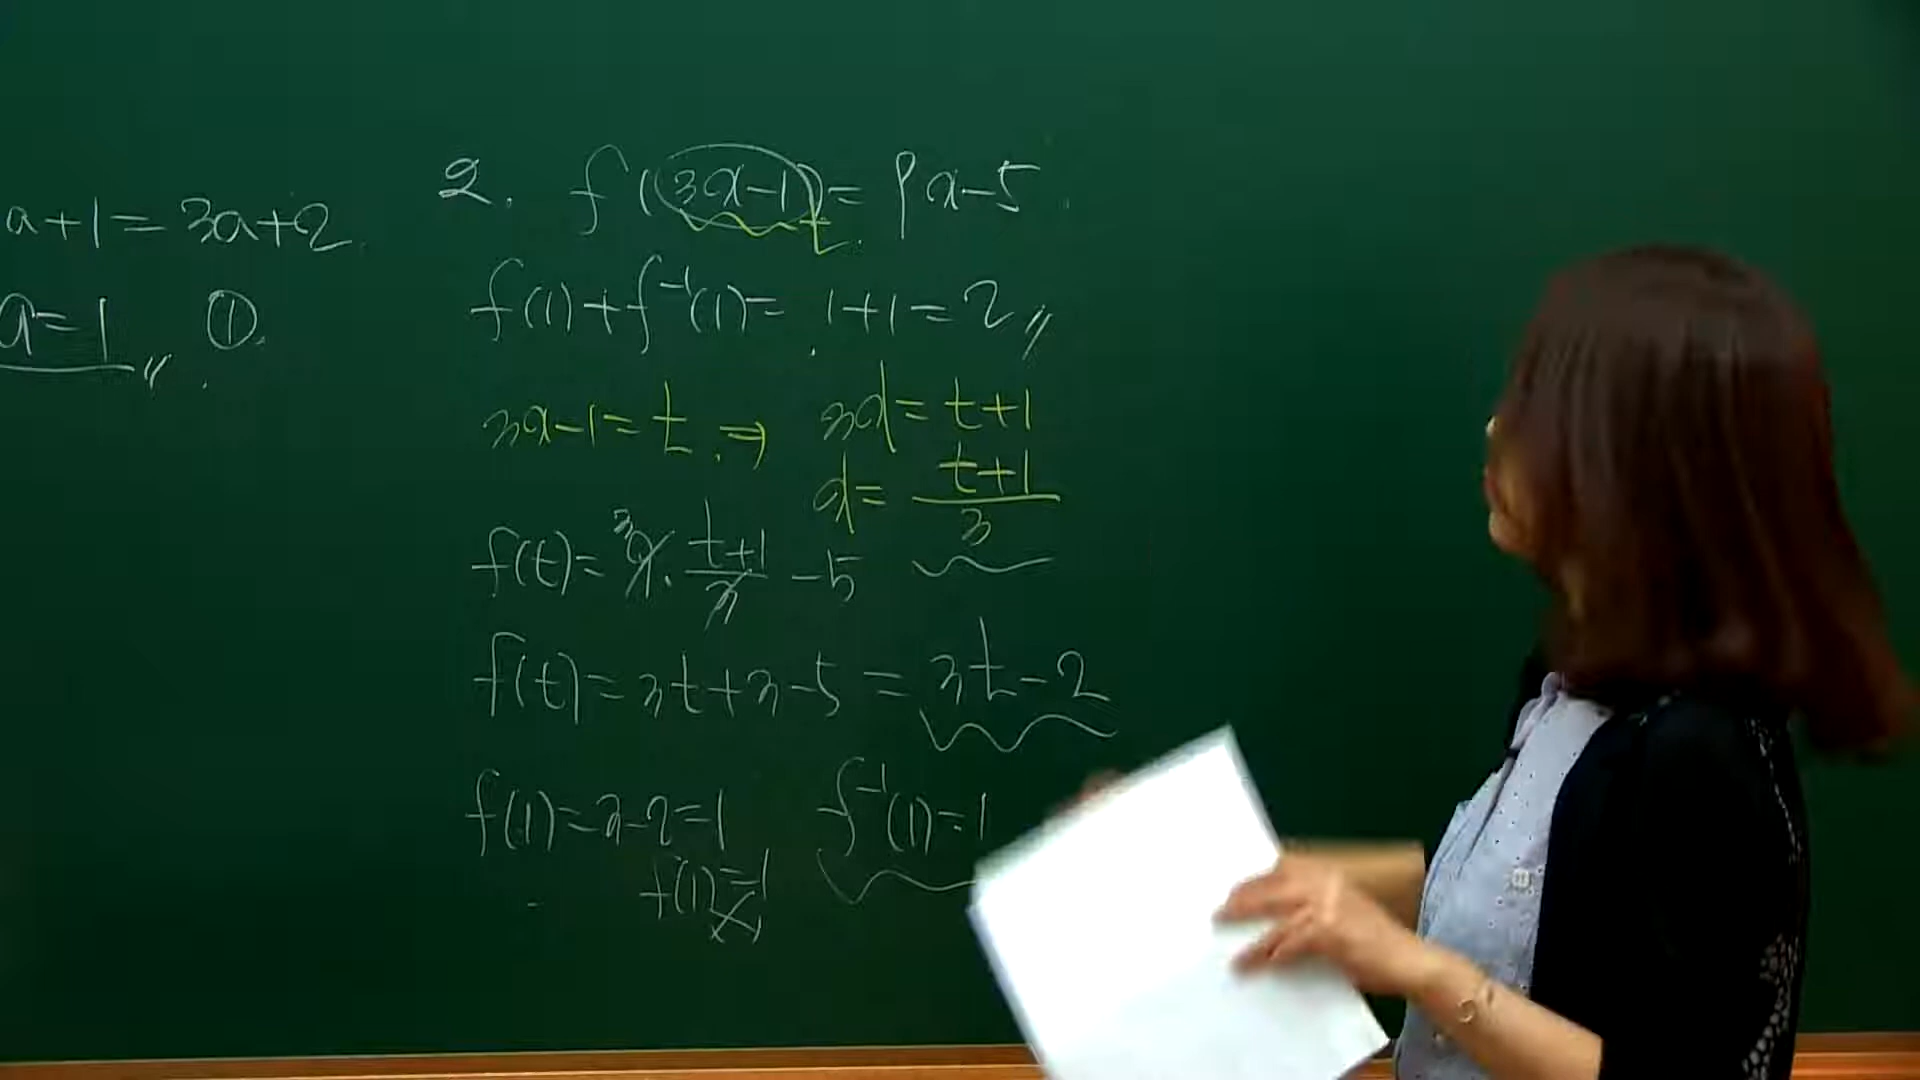 a+1=3a+2
a=1 ①.
2. f(3x-1)=9x-5
t
f(1)+f⁻¹(1)= 1+1=2〃
3x-1=t ⇒ 3x=t+1
x=(t+1)/3
f(t)=³9·(t+1)/3 -5
f(t)=3t+3-5=3t-2
f(1)=3-2=1 f⁻¹(1)=1
f(1)=1